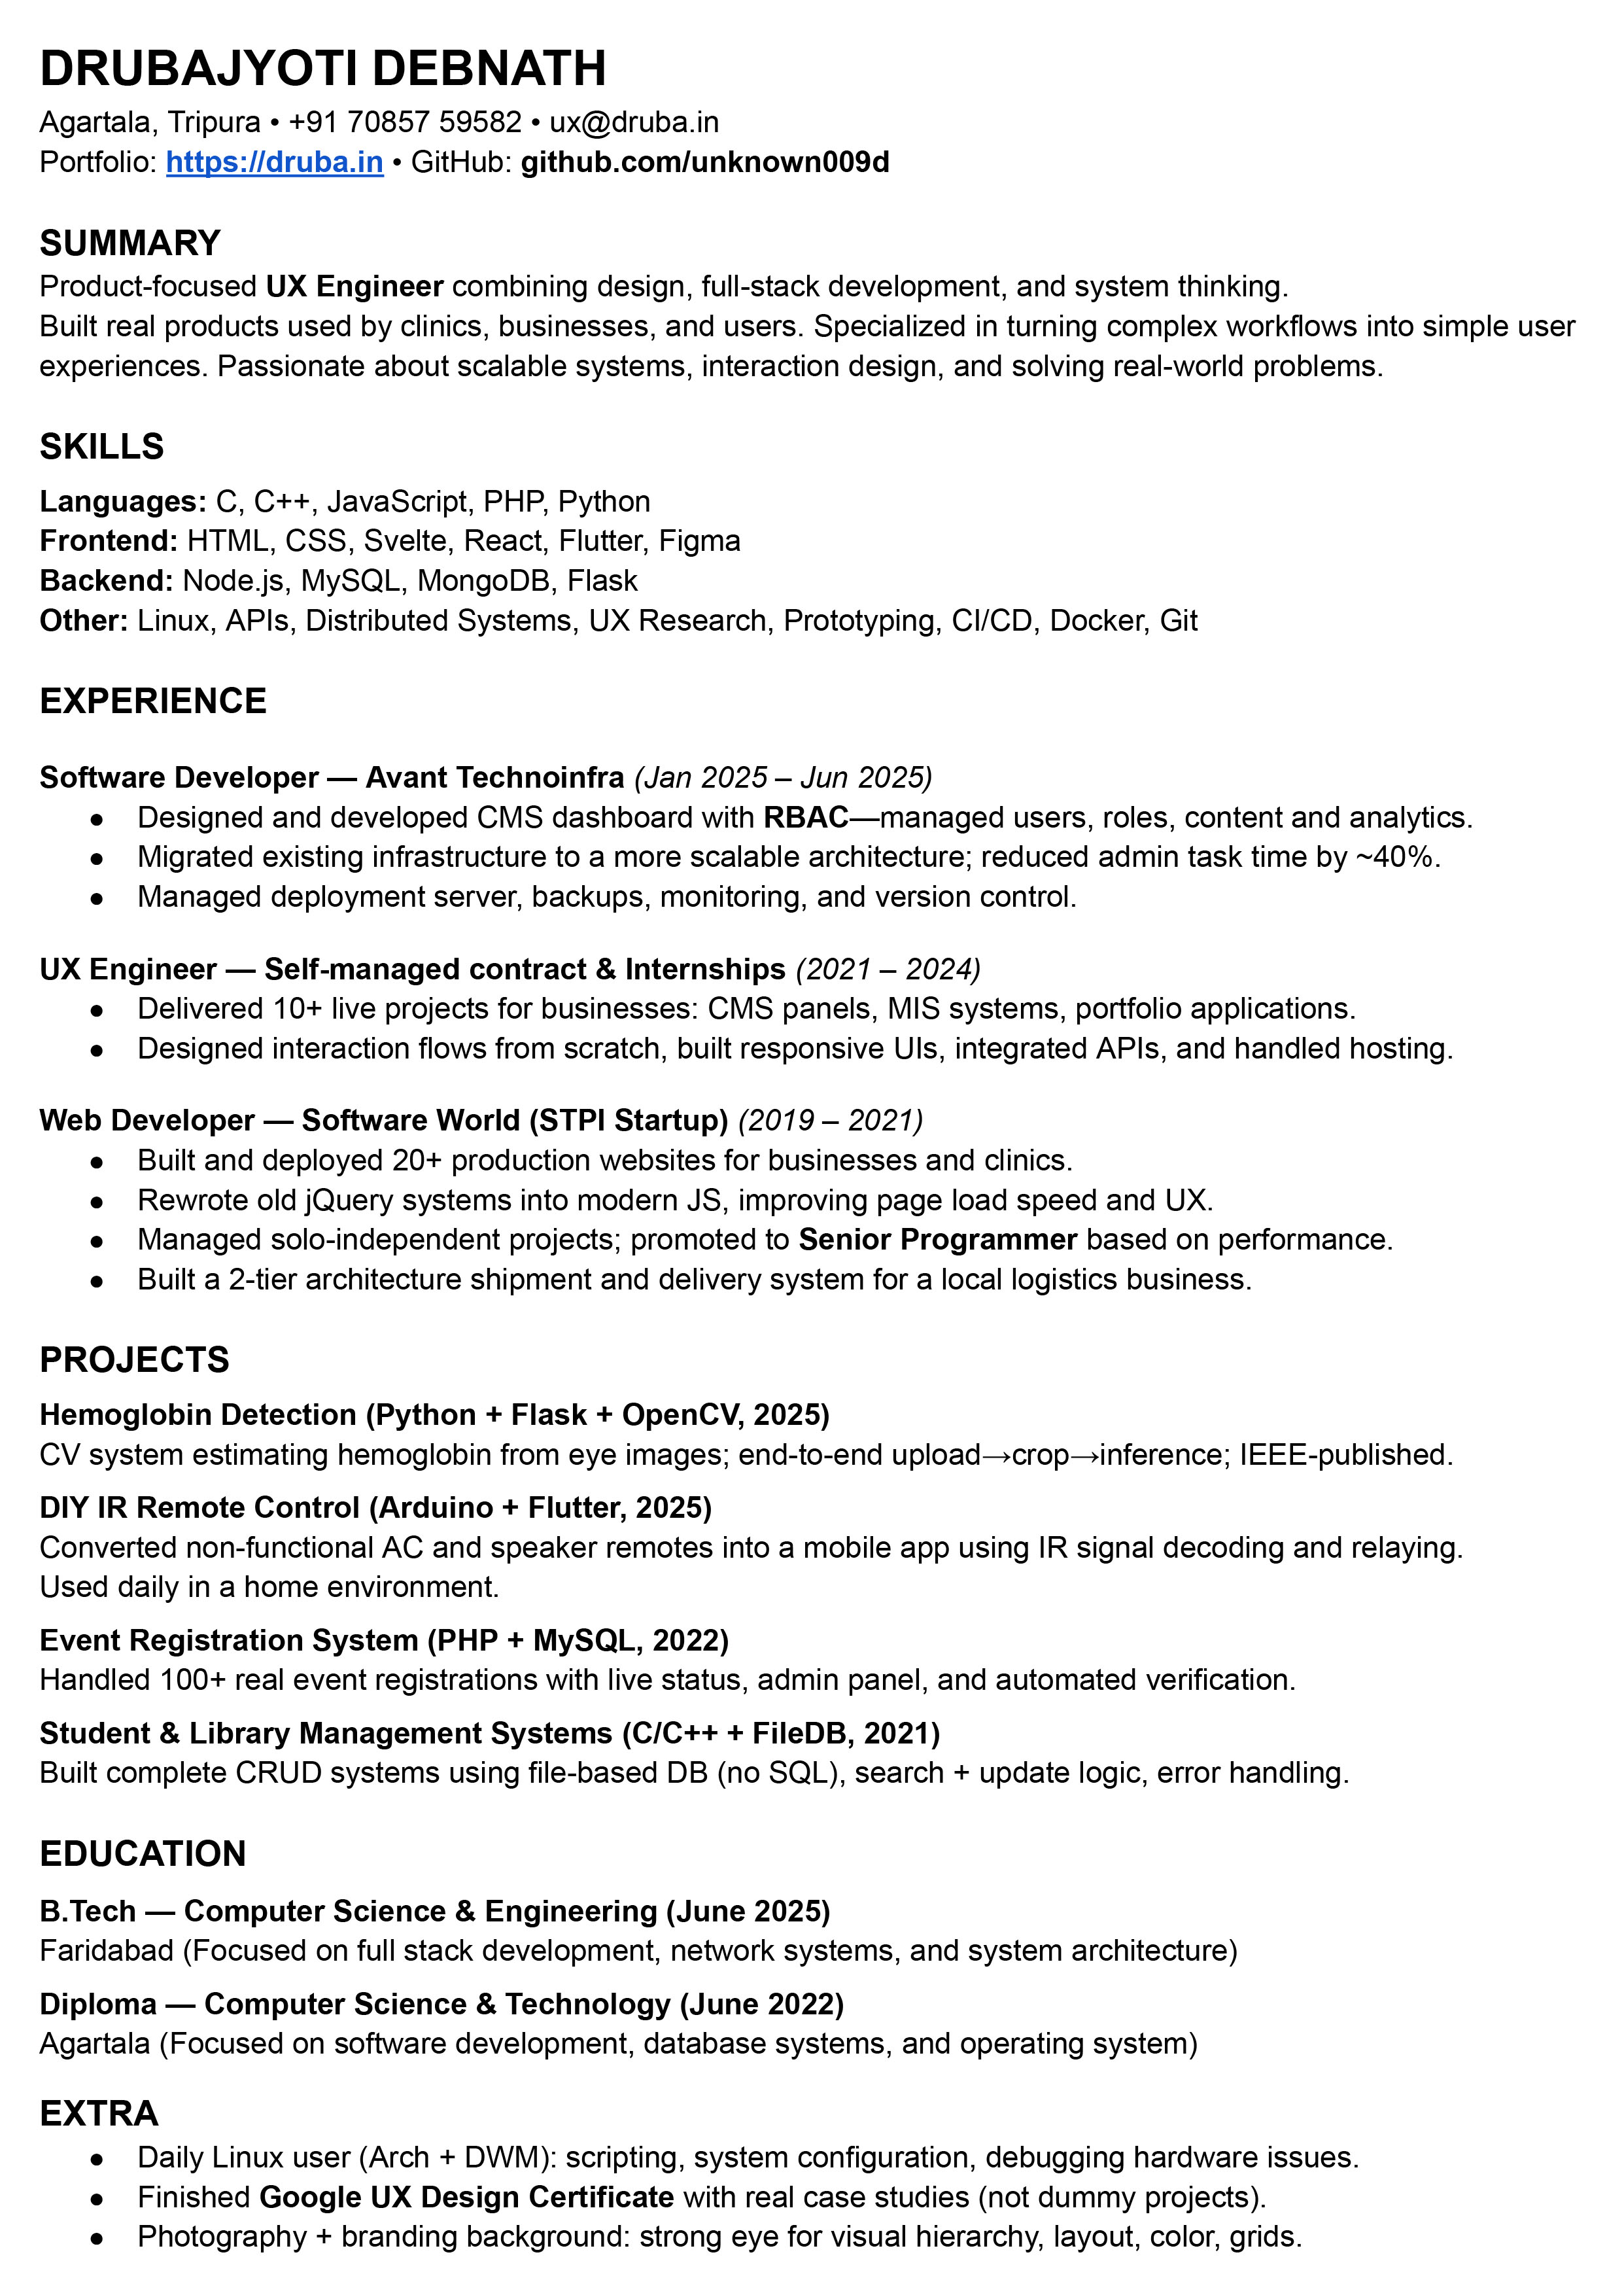 DRUBAJYOTI DEBNATH
Agartala, Tripura • +91 70857 59582 • ux@druba.in
Portfolio: https://druba.in • GitHub: github.com/unknown009d
SUMMARY
Product-focused UX Engineer combining design, full-stack development, and system thinking.
Built real products used by clinics, businesses, and users. Specialized in turning complex workflows into simple user
experiences. Passionate about scalable systems, interaction design, and solving real-world problems.
SKILLS
Languages: C, C++, JavaScript, PHP, Python
Frontend: HTML, CSS, Svelte, React, Flutter, Figma
Backend: Node.js, MySQL, MongoDB, Flask
Other: Linux, APIs, Distributed Systems, UX Research, Prototyping, CI/CD, Docker, Git
EXPERIENCE
Software Developer — Avant Technoinfra (Jan 2025 – Jun 2025)
● Designed and developed CMS dashboard with RBAC—managed users, roles, content and analytics.
● Migrated existing infrastructure to a more scalable architecture; reduced admin task time by ~40%.
● Managed deployment server, backups, monitoring, and version control.
UX Engineer — Self-managed contract & Internships (2021 – 2024)
● Delivered 10+ live projects for businesses: CMS panels, MIS systems, portfolio applications.
● Designed interaction flows from scratch, built responsive UIs, integrated APIs, and handled hosting.
Web Developer — Software World (STPI Startup) (2019 – 2021)
● Built and deployed 20+ production websites for businesses and clinics.
● Rewrote old jQuery systems into modern JS, improving page load speed and UX.
● Managed solo-independent projects; promoted to Senior Programmer based on performance.
● Built a 2-tier architecture shipment and delivery system for a local logistics business.
PROJECTS
Hemoglobin Detection (Python + Flask + OpenCV, 2025)
CV system estimating hemoglobin from eye images; end-to-end upload→crop→inference; IEEE-published.
DIY IR Remote Control (Arduino + Flutter, 2025)
Converted non-functional AC and speaker remotes into a mobile app using IR signal decoding and relaying.
Used daily in a home environment.
Event Registration System (PHP + MySQL, 2022)
Handled 100+ real event registrations with live status, admin panel, and automated verification.
Student & Library Management Systems (C/C++ + FileDB, 2021)
Built complete CRUD systems using file-based DB (no SQL), search + update logic, error handling.
EDUCATION
B.Tech — Computer Science & Engineering (June 2025)
Faridabad (Focused on full stack development, network systems, and system architecture)
Diploma — Computer Science & Technology (June 2022)
Agartala (Focused on software development, database systems, and operating system)
EXTRA
● Daily Linux user (Arch + DWM): scripting, system configuration, debugging hardware issues.
● Finished Google UX Design Certificate with real case studies (not dummy projects).
● Photography + branding background: strong eye for visual hierarchy, layout, color, grids.